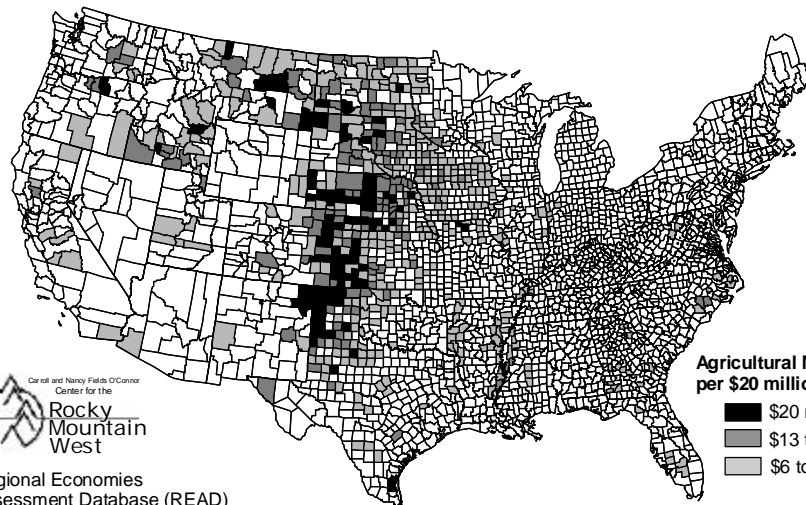 Carroll and Nancy Fields O'Connor
Center for the
Rocky
Mountain
West
gional Economies
sessment Database (READ)
Agricultural
per $20 million
$20
$13
$6 to